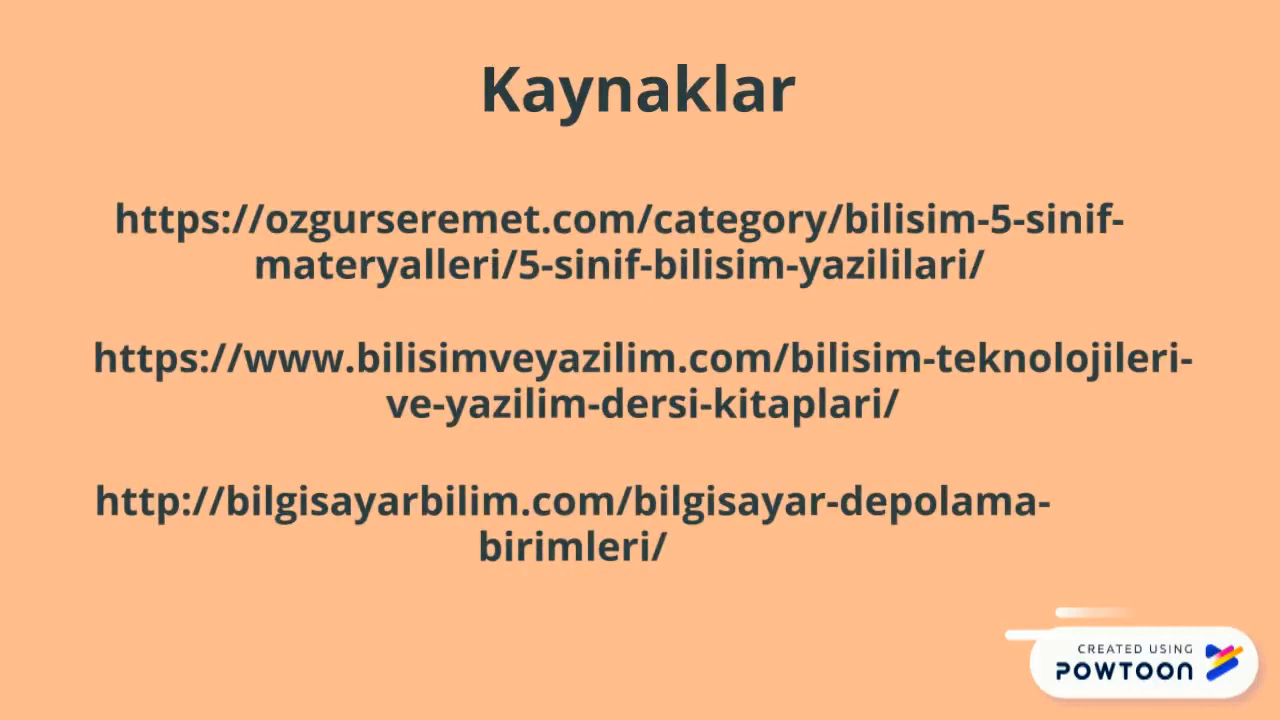 Kaynaklar
https://ozgurseremet.com/category/bilisim-5-sinif-
materyalleri/5-sinif-bilisim-yazililari/
https://www.bilisimveyazilim.com/bilisim-teknolojileri-
ve-yazilim-dersi-kitaplari/
http://bilgisayarbilim.com/bilgisayar-depolama-
birimleri/
CREATED USING
POWTOON